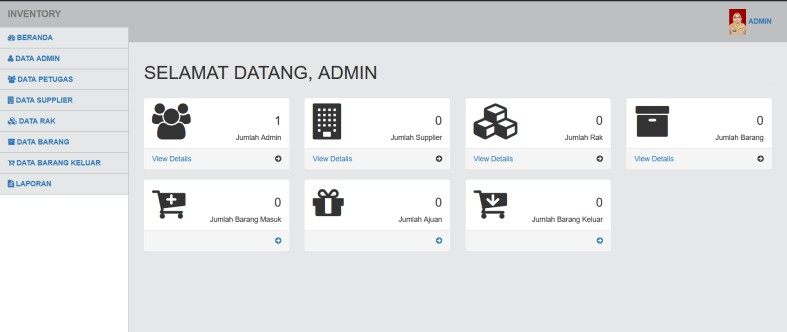 INVENTORY
ADMIN
BERANDA
DATA ADMIN
DATA PETUGAS
DATA SUPPLIER
DATA RAK
DATA BARANG
DATA BARANG KELUAR
LAPORAN
SELAMAT DATANG, ADMIN
1
Jumlah Admin
View Details
0
Jumlah Supplier
View Details
0
Jumlah Rak
View Details
0
Jumlah Barang
View Details
0
Jumlah Barang Masuk
0
Jumlah Ajuan
0
Jumlah Barang Keluar